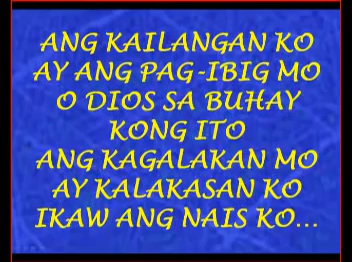 ANG KAILANGAN KO
AY ANG PAG-IBIG MO
O DIOS SA BUHAY
KONG ITO
ANG KAGALAKAN MO
AY KALAKASAN KO
IKAW ANG NAIS KO...